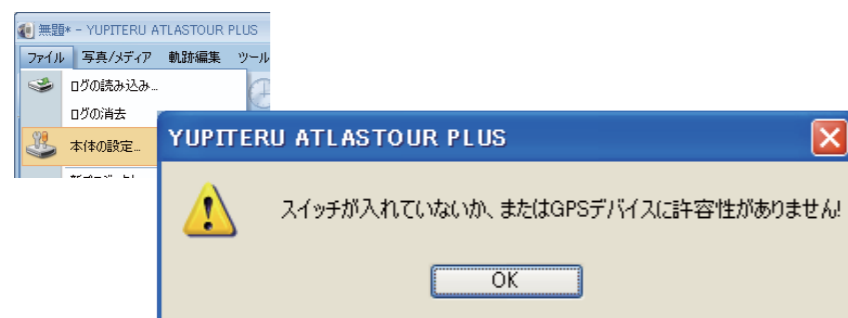 無題* - YUPITERU ATLASTOUR PLUS
ファイル 写真/メディア 軌跡編集 ツール
ログの読み込み...
ログの消去
本体の設定...
YUPITERU ATLASTOUR PLUS
スイッチが入れていないか、またはGPSデバイスに許容性がありません!
OK